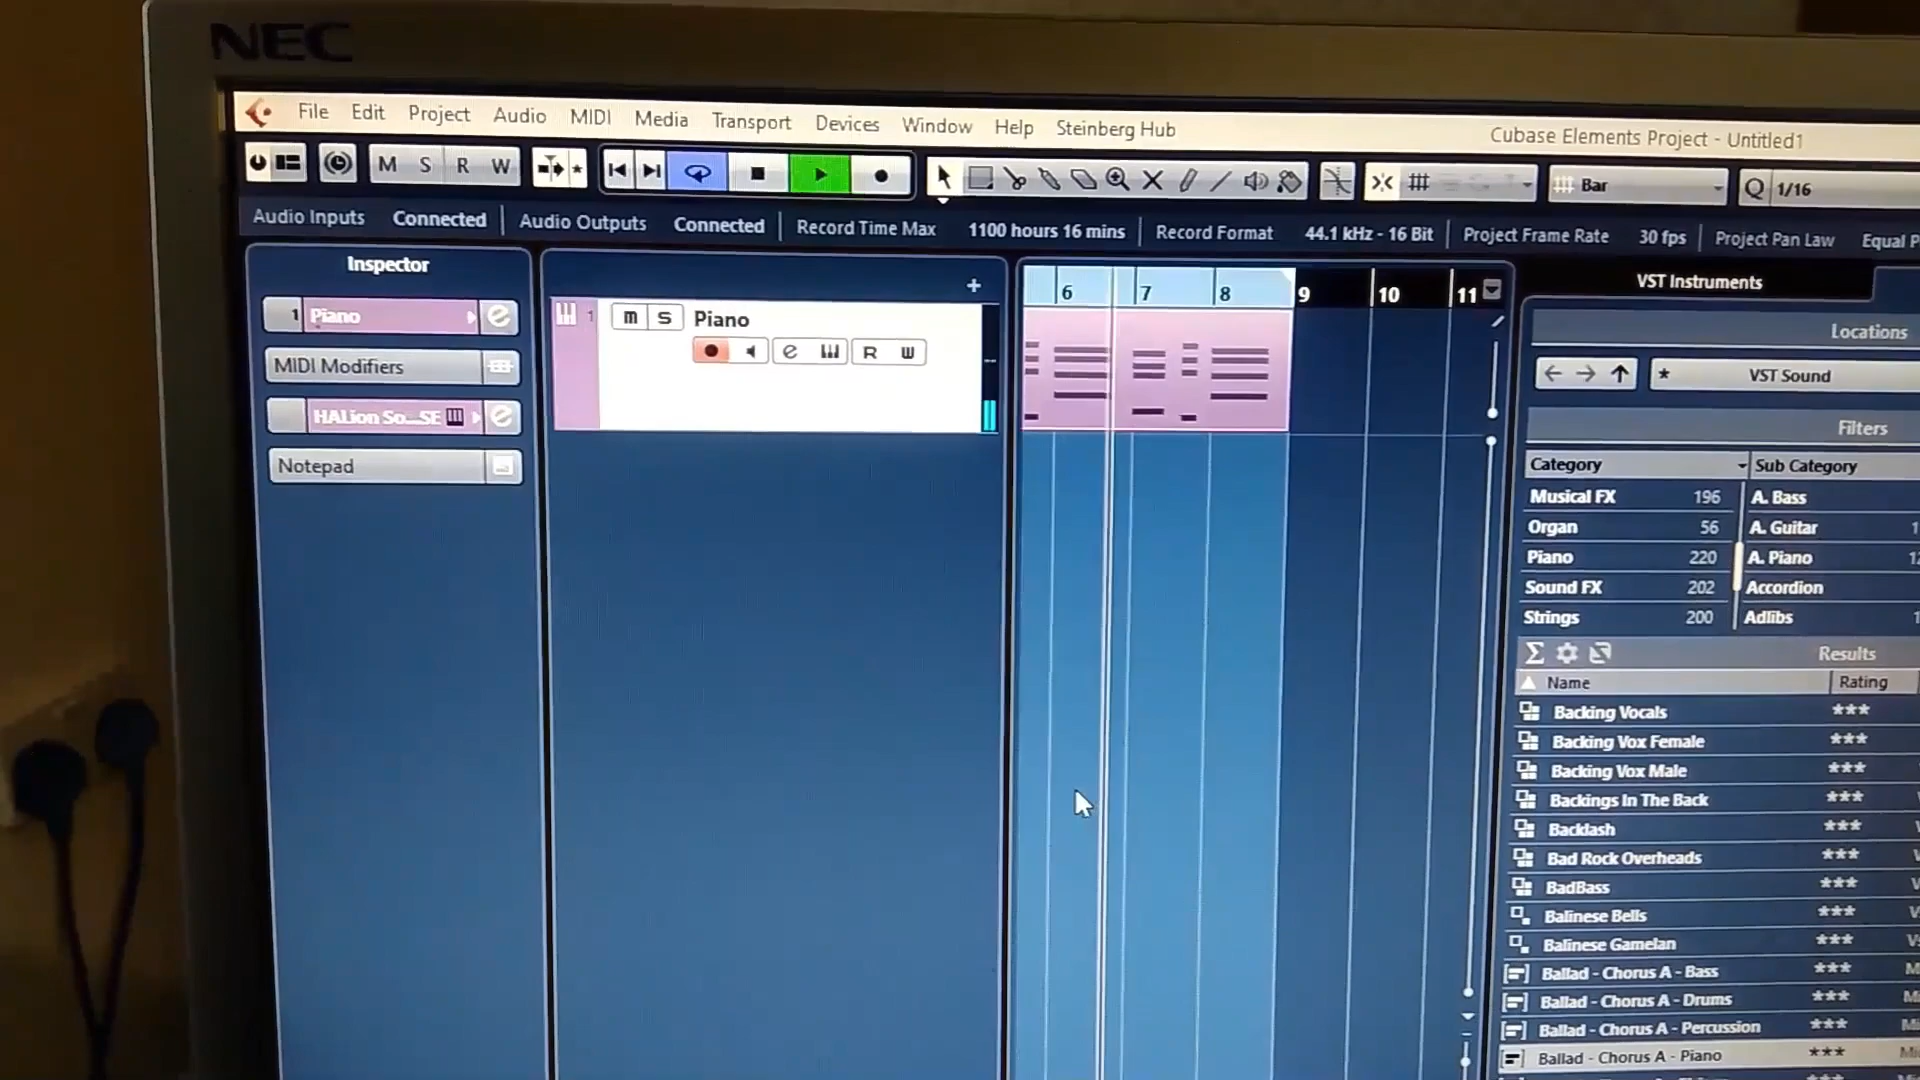 NEC
File Edit Project Audio MIDI Media Transport Devices Window Help Steinberg Hub
Cubase Elements Project - Untitled1
M S R W
Bar
Q 1/16
Audio Inputs Connected Audio Outputs Connected Record Time Max 1100 hours 16 mins Record Format 44.1 kHz - 16 Bit Project Frame Rate 30 fps Project Pan Law Equal P
Inspector
1 Piano e
MIDI Modifiers
HALion So...SE e
Notepad
+
1 m S Piano
e R W
6 7 8 9 10 11
VST Instruments
Locations
* VST Sound
Filters
Category Sub Category
Musical FX 196 A. Bass
Organ 56 A. Guitar
Piano 220 A. Piano
Sound FX 202 Accordion
Strings 200 Adlibs
Results
Name Rating
Backing Vocals ***
Backing Vox Female ***
Backing Vox Male ***
Backings In The Back ***
Backlash ***
Bad Rock Overheads ***
BadBass ***
Balinese Bells ***
Balinese Gamelan ***
Ballad - Chorus A - Bass ***
Ballad - Chorus A - Drums ***
Ballad - Chorus A - Percussion ***
Ballad - Chorus A - Piano ***